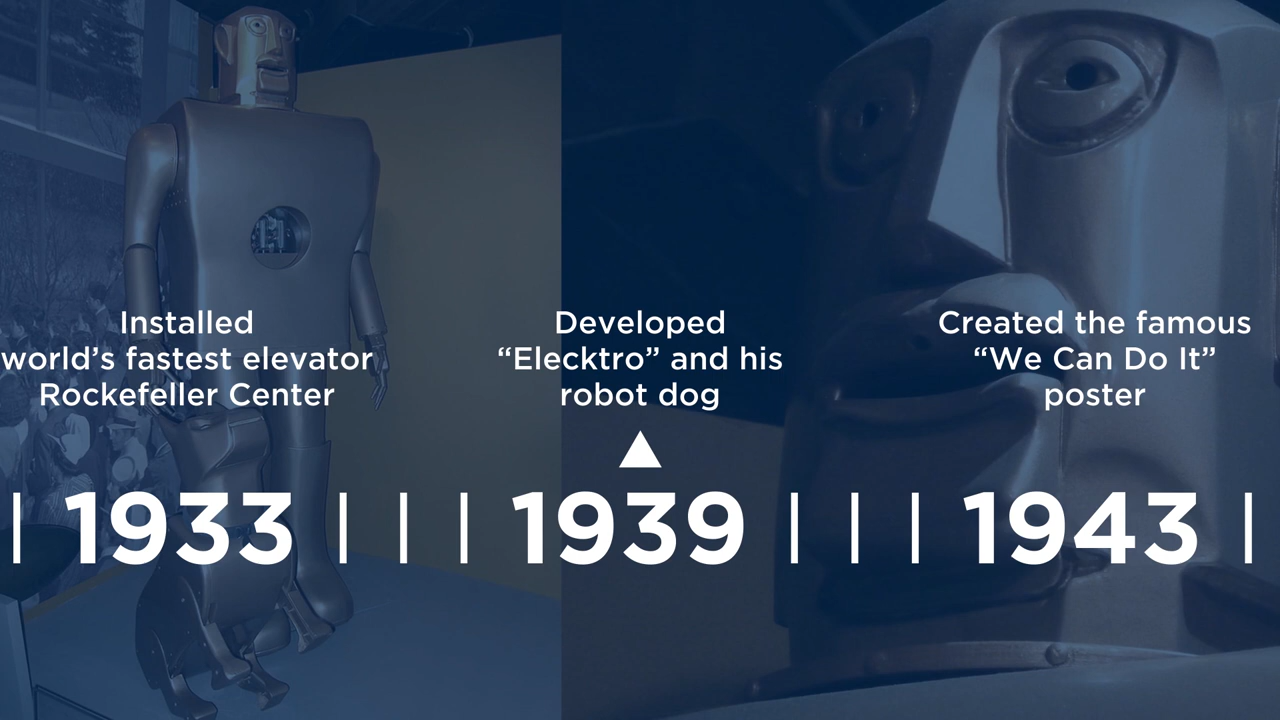 Installed
world’s fastest elevator
Rockefeller Center
1933
Developed
“Elecktro” and his
robot dog
1939
Created the famous
“We Can Do It”
poster
1943